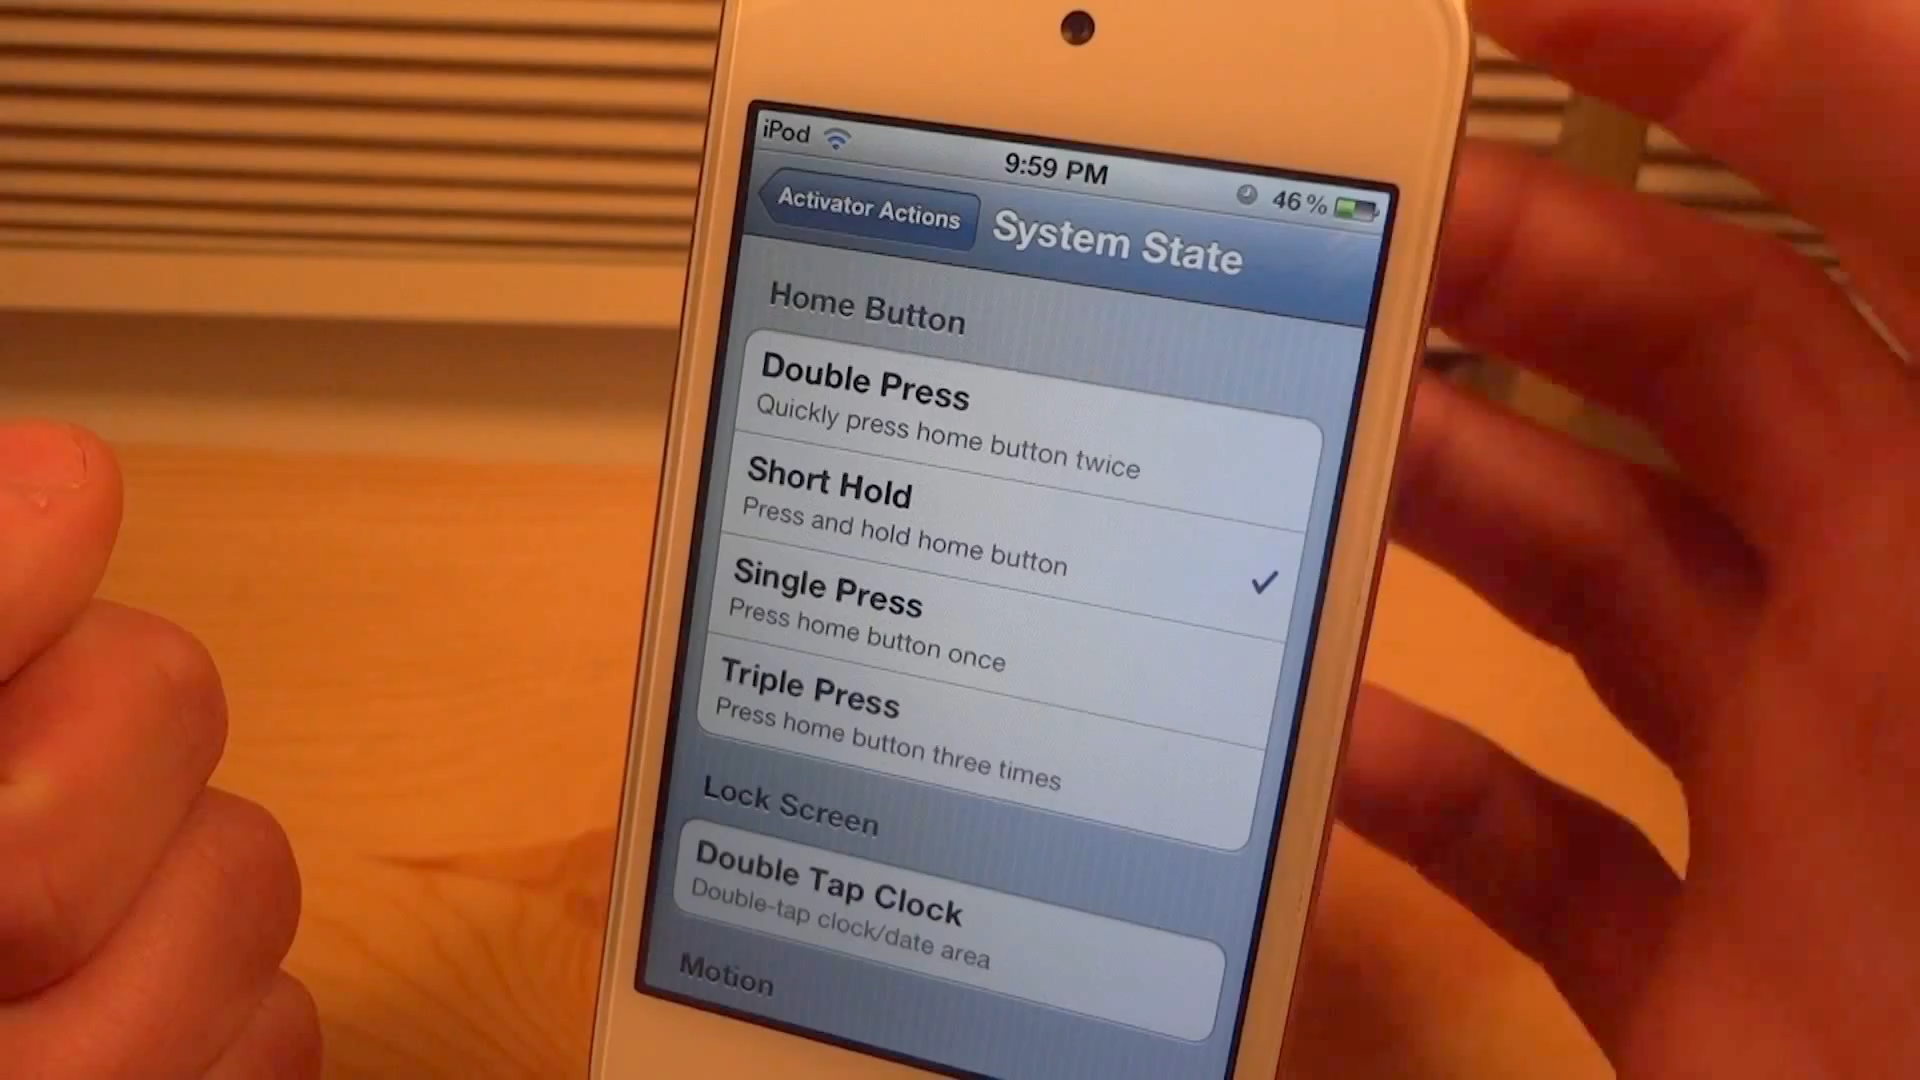 iPod
9:59 PM
46%
Activator Actions
System State
Home Button
Double Press
Quickly press home button twice
Short Hold
Press and hold home button
Single Press
Press home button once
Triple Press
Press home button three times
Lock Screen
Double Tap Clock
Double-tap clock/date area
Motion